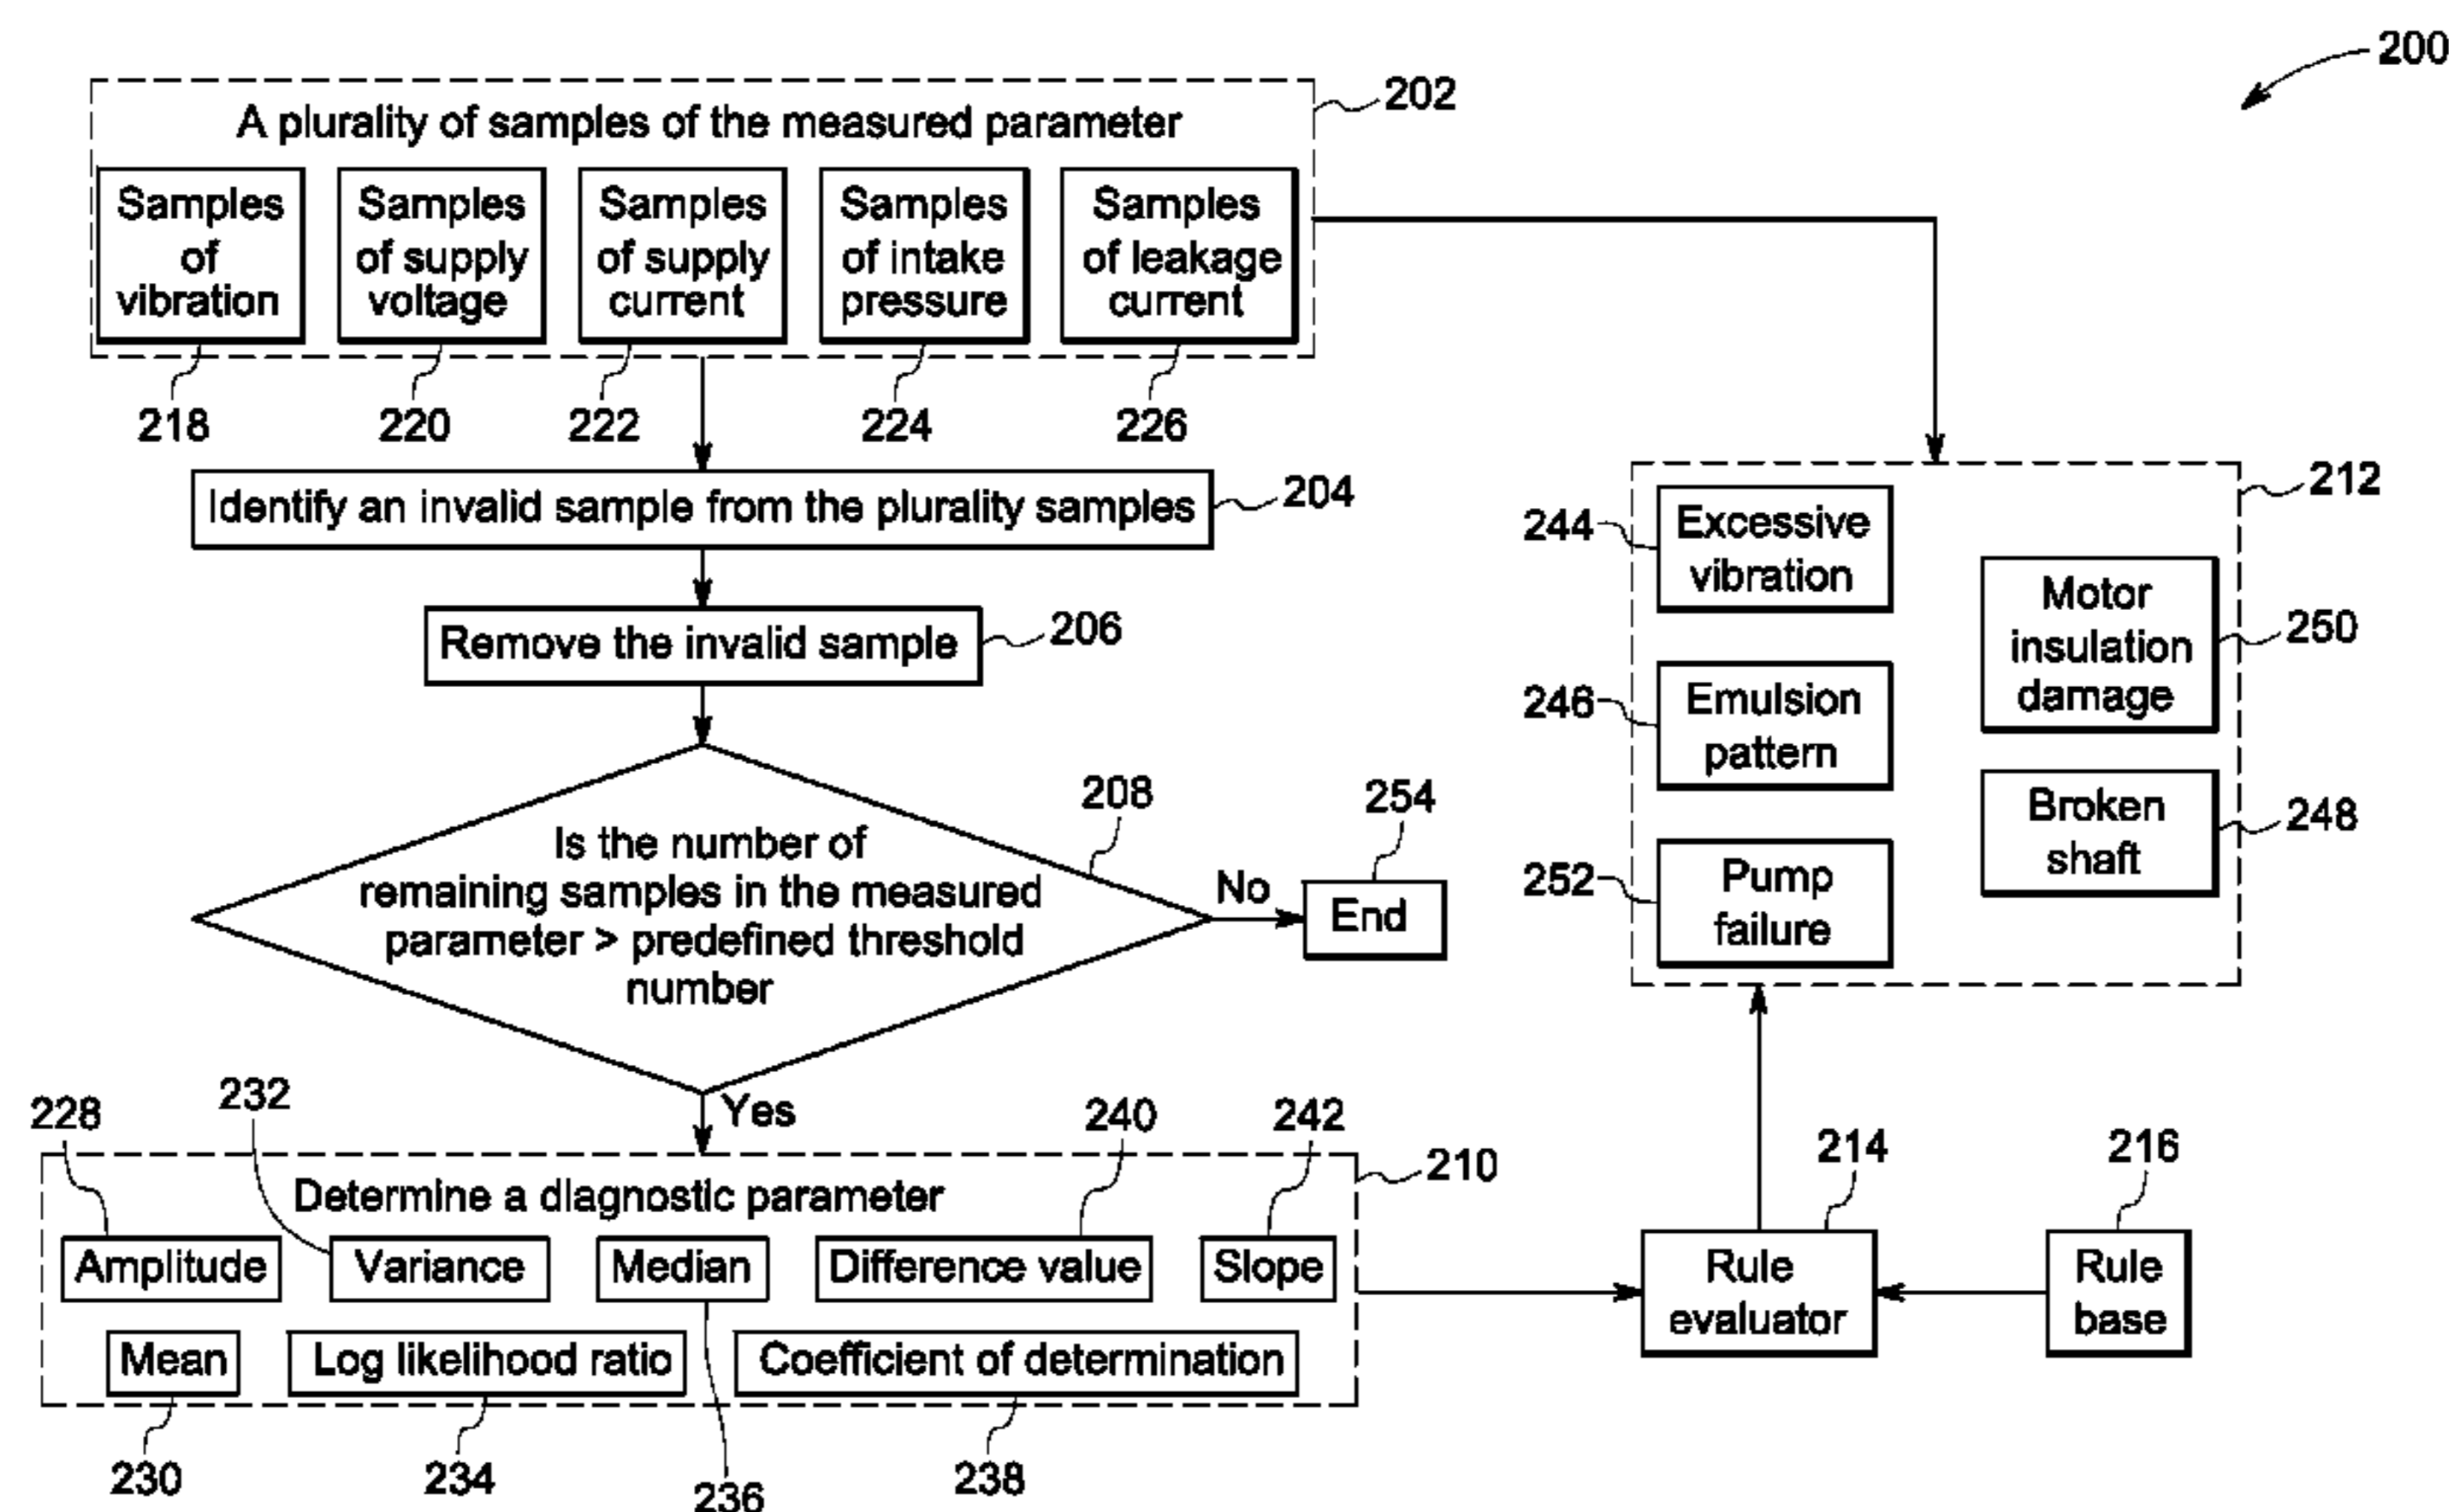 200
202
A plurality of samples of the measured parameter
Samples
of
vibration
Samples
of supply
voltage
Samples
of supply
current
Samples
of intake
pressure
Samples
of leakage
current
218
220
222
224
226
Identify an invalid sample from the plurality samples
204
Remove the invalid sample
206
208
Is the number of
remaining samples in the measured
parameter > predefined threshold
number
No
254
End
Yes
212
244
Excessive
vibration
Motor
insulation
damage
250
246
Emulsion
pattern
Broken
shaft
248
252
Pump
failure
228
232
240
242
210
Determine a diagnostic parameter
Amplitude
Variance
Median
Difference value
Slope
Mean
Log likelihood ratio
Coefficient of determination
230
234
236
238
214
Rule
evaluator
216
Rule
base